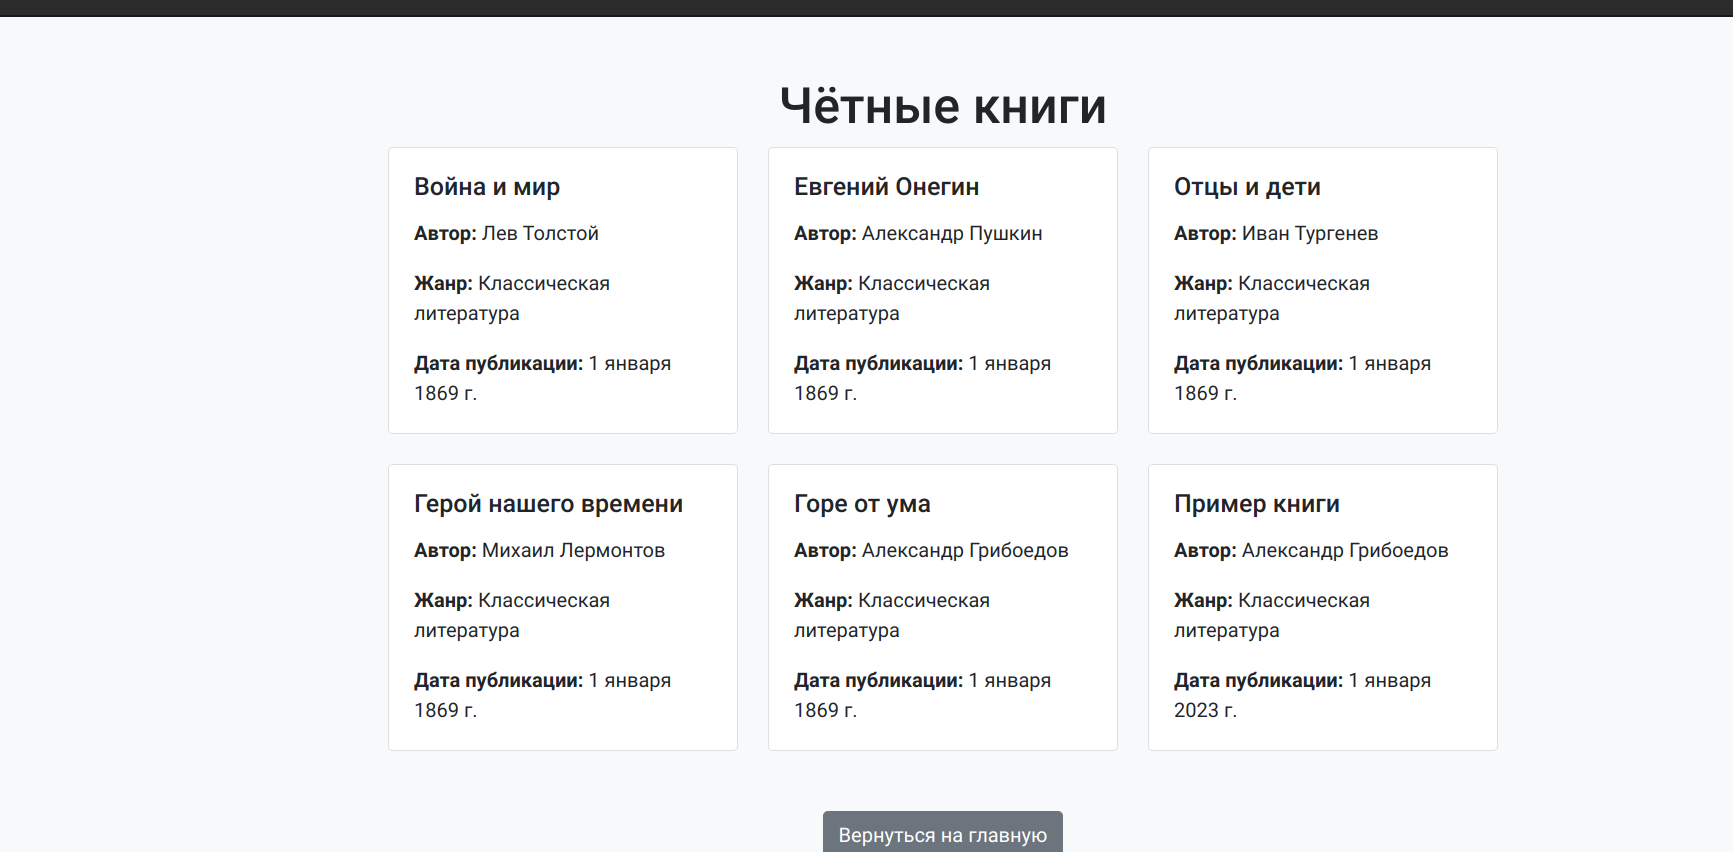 Чётные книги
Война и мир
Автор: Лев Толстой
Жанр: Классическая
литература
Дата публикации: 1 января
1869 г.
Евгений Онегин
Автор: Александр Пушкин
Жанр: Классическая
литература
Дата публикации: 1 января
1869 г.
Отцы и дети
Автор: Иван Тургенев
Жанр: Классическая
литература
Дата публикации: 1 января
1869 г.
Герой нашего времени
Автор: Михаил Лермонтов
Жанр: Классическая
литература
Дата публикации: 1 января
1869 г.
Горе от ума
Автор: Александр Грибоедов
Жанр: Классическая
литература
Дата публикации: 1 января
1869 г.
Пример книги
Автор: Александр Грибоедов
Жанр: Классическая
литература
Дата публикации: 1 января
2023 г.
Вернуться на главную